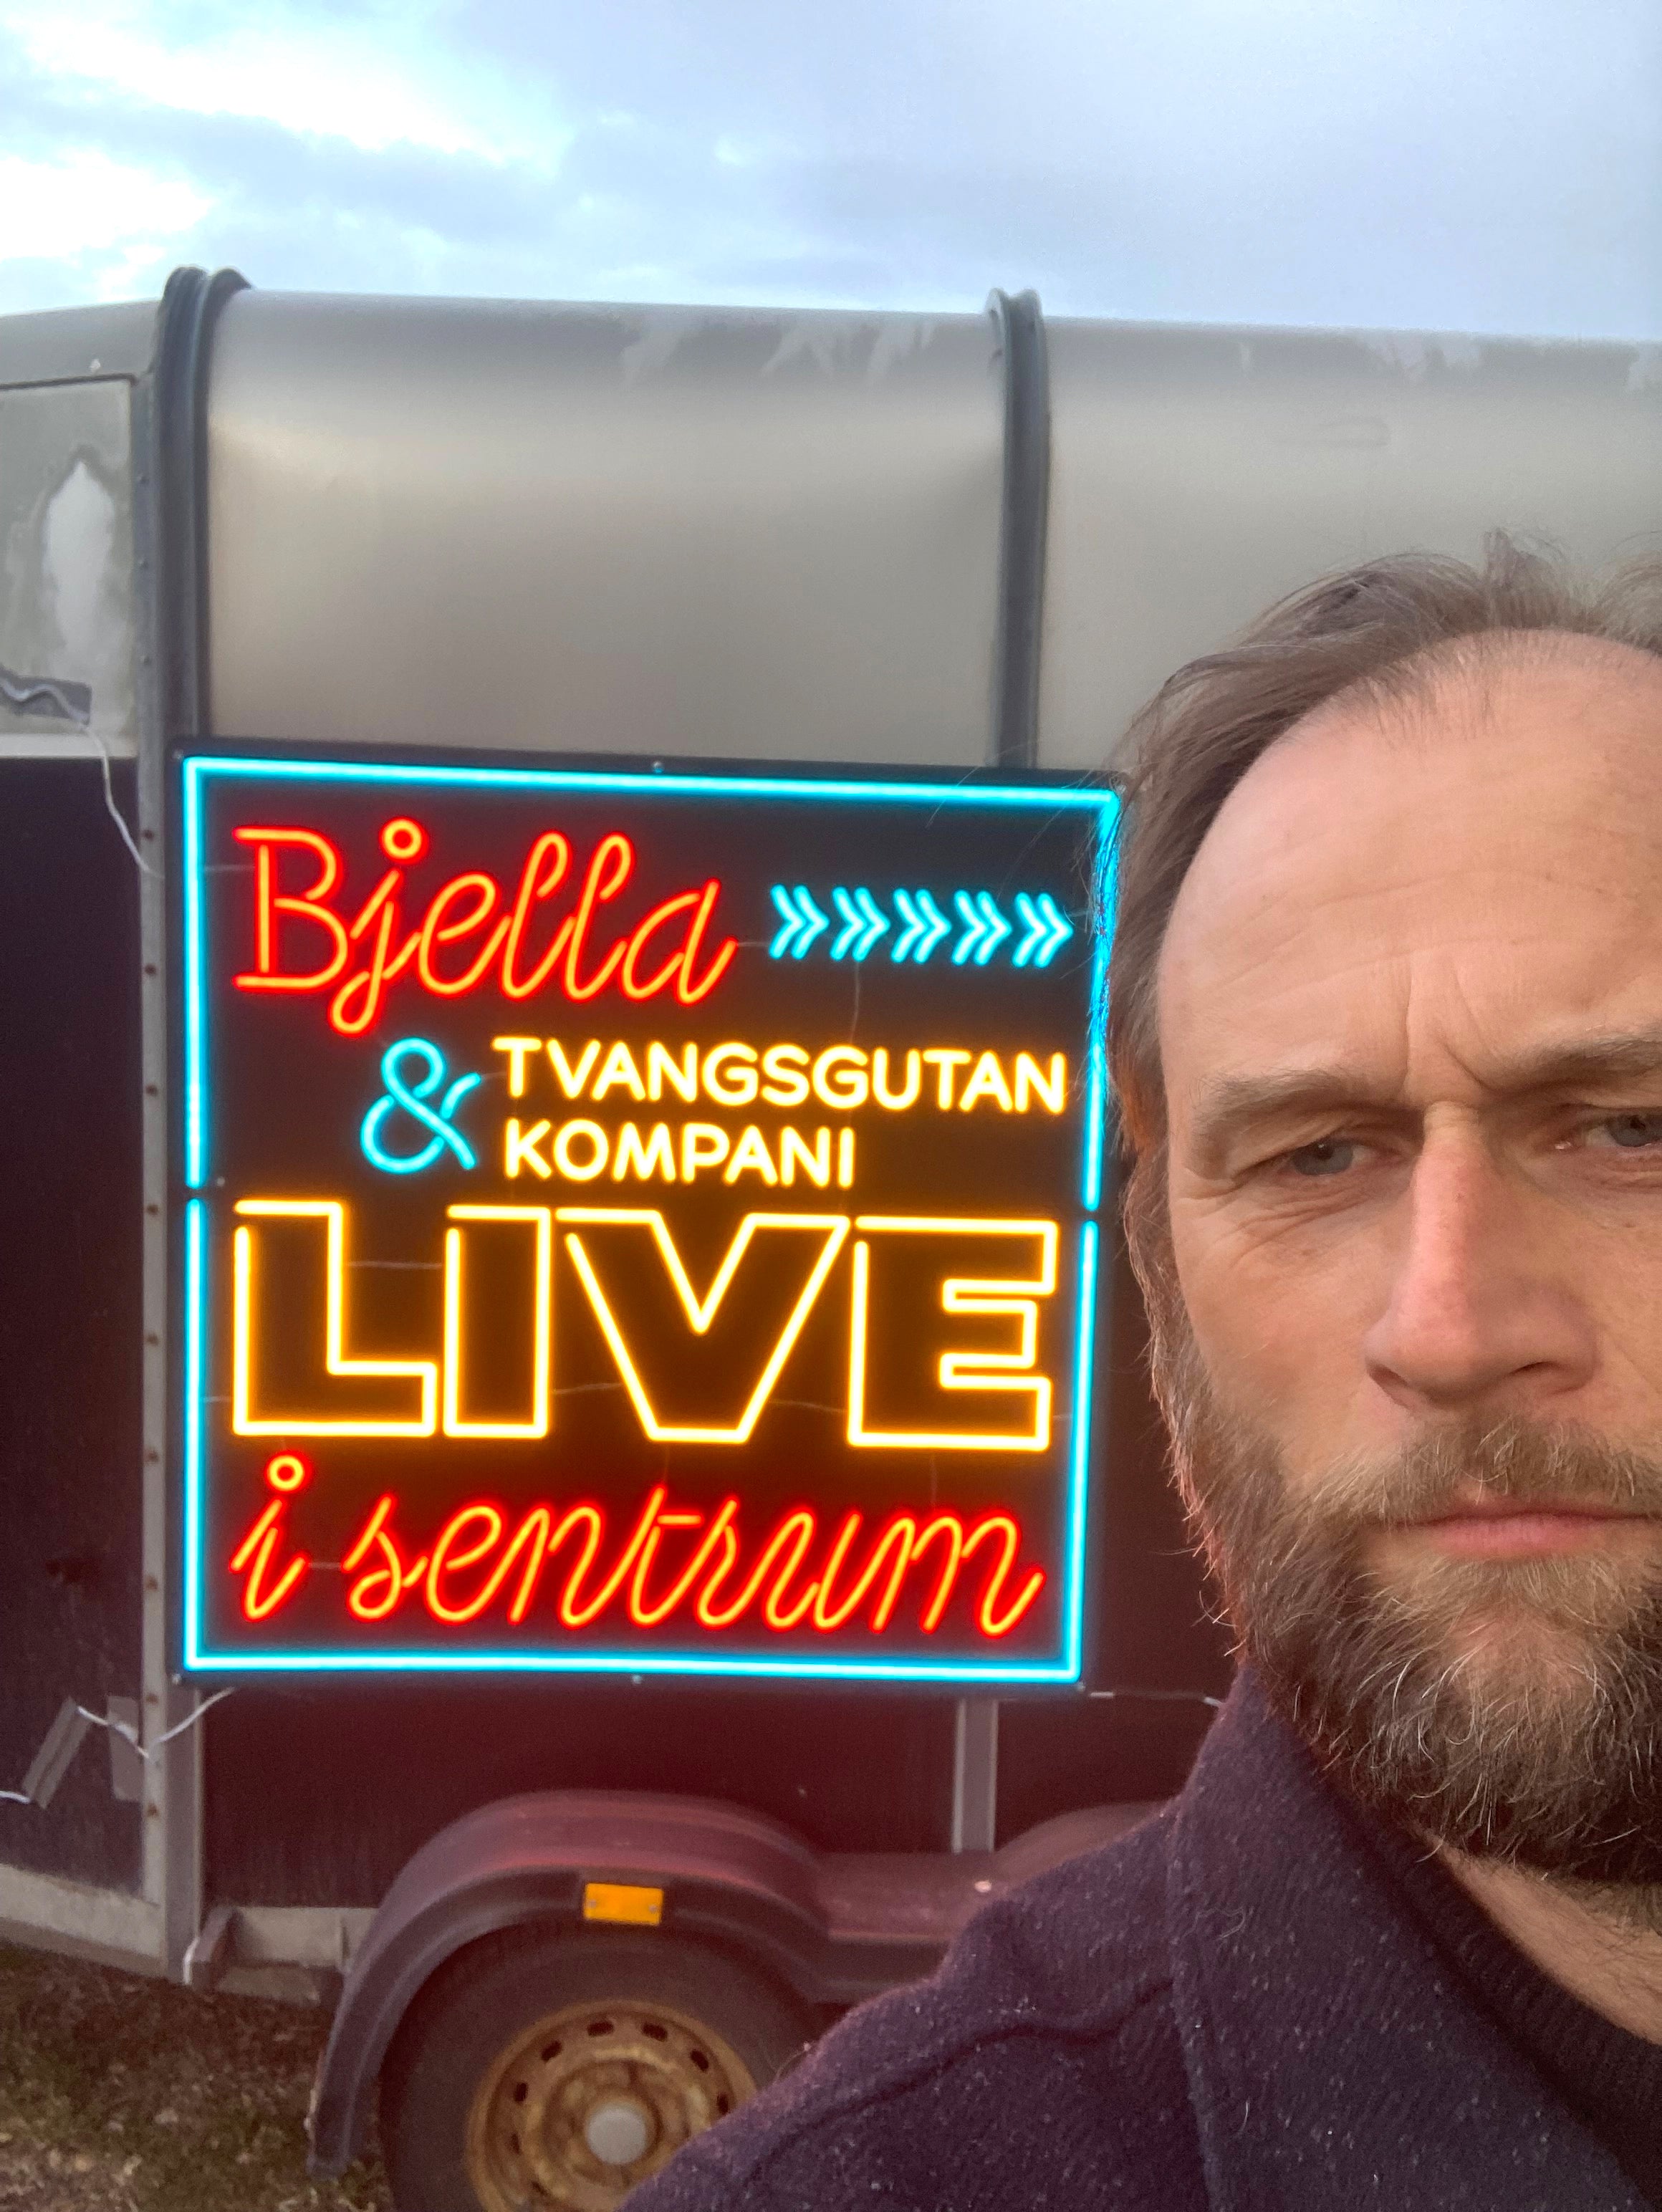 Bjella »»»»»
& TVANGSGUTAN
KOMPANI
LIVE
i sentrum